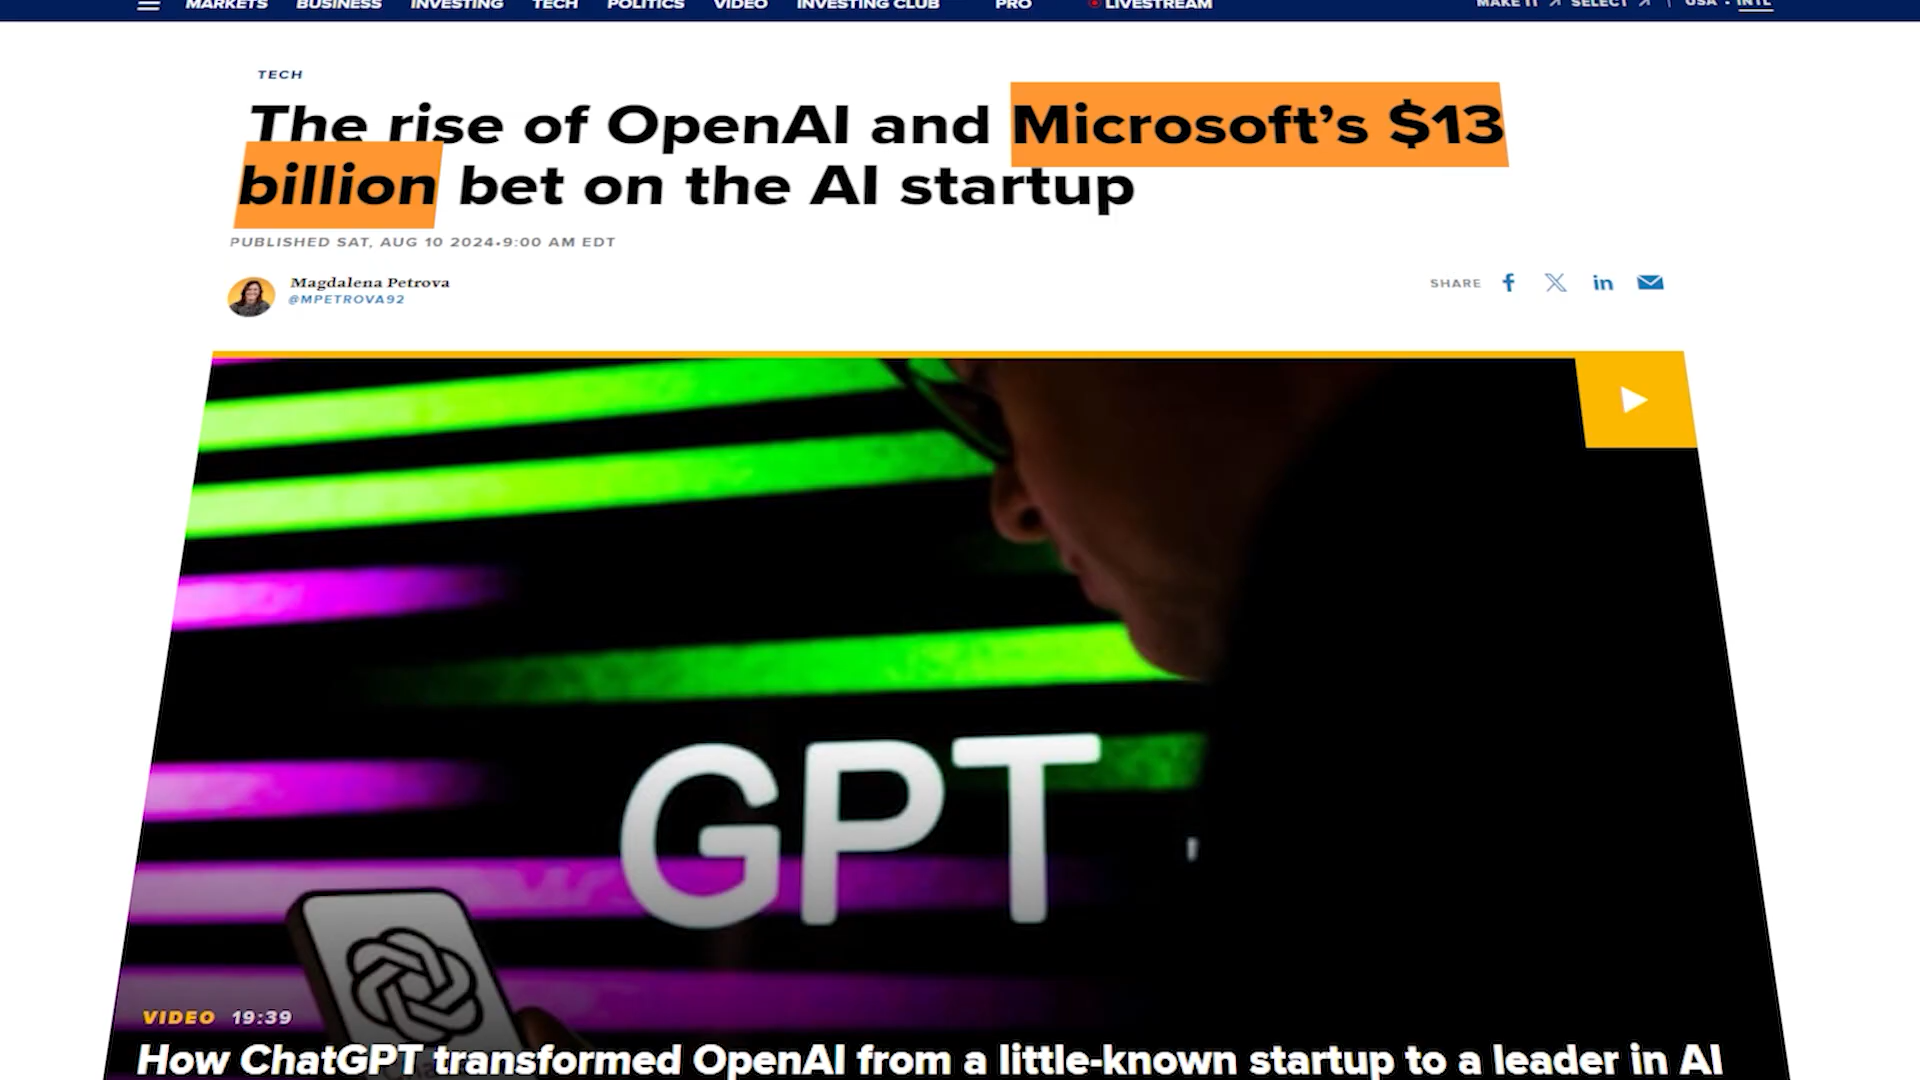 MARKETS BUSINESS INVESTING TECH POLITICS VIDEO INVESTING CLUB PRO LIVESTREAM MAKE IT SELECT USA • INTL
TECH
The rise of OpenAI and Microsoft’s $13
billion bet on the AI startup
PUBLISHED SAT, AUG 10 2024•9:00 AM EDT
Magdalena Petrova
@MPETROVA92
SHARE
GPT
VIDEO 19:39
How ChatGPT transformed OpenAI from a little-known startup to a leader in AI